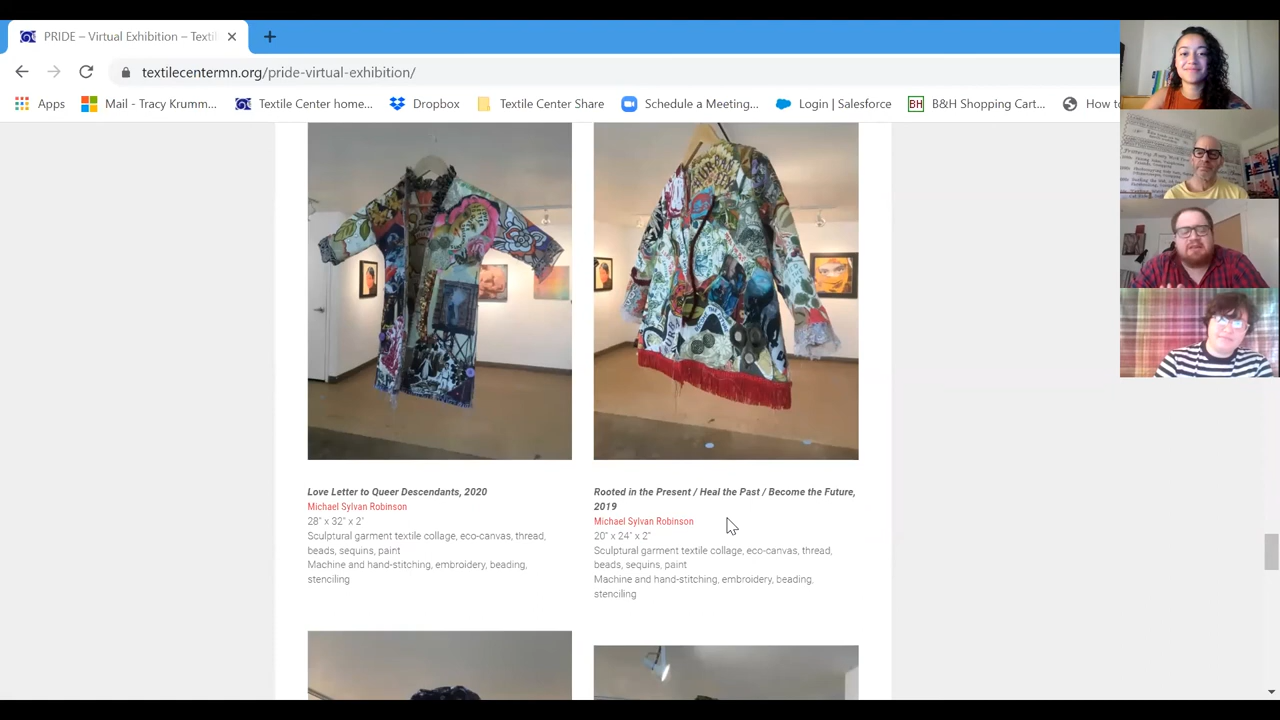 PRIDE – Virtual Exhibition – Texti
textilecentermn.org/pride-virtual-exhibition/
Apps
Mail - Tracy Krumm...
Textile Center home...
Dropbox
Textile Center Share
Schedule a Meeting...
Login | Salesforce
BH
B&H Shopping Cart...
How to
Love Letter to Queer Descendants, 2020
Michael Sylvan Robinson
28" x 32" x 2"
Sculptural garment textile collage, eco-canvas, thread,
beads, sequins, paint
Machine and hand-stitching, embroidery, beading,
stenciling
Rooted in the Present / Heal the Past / Become the Future,
2019
Michael Sylvan Robinson
20" x 24" x 2"
Sculptural garment textile collage, eco-canvas, thread,
beads, sequins, paint
Machine and hand-stitching, embroidery, beading,
stenciling